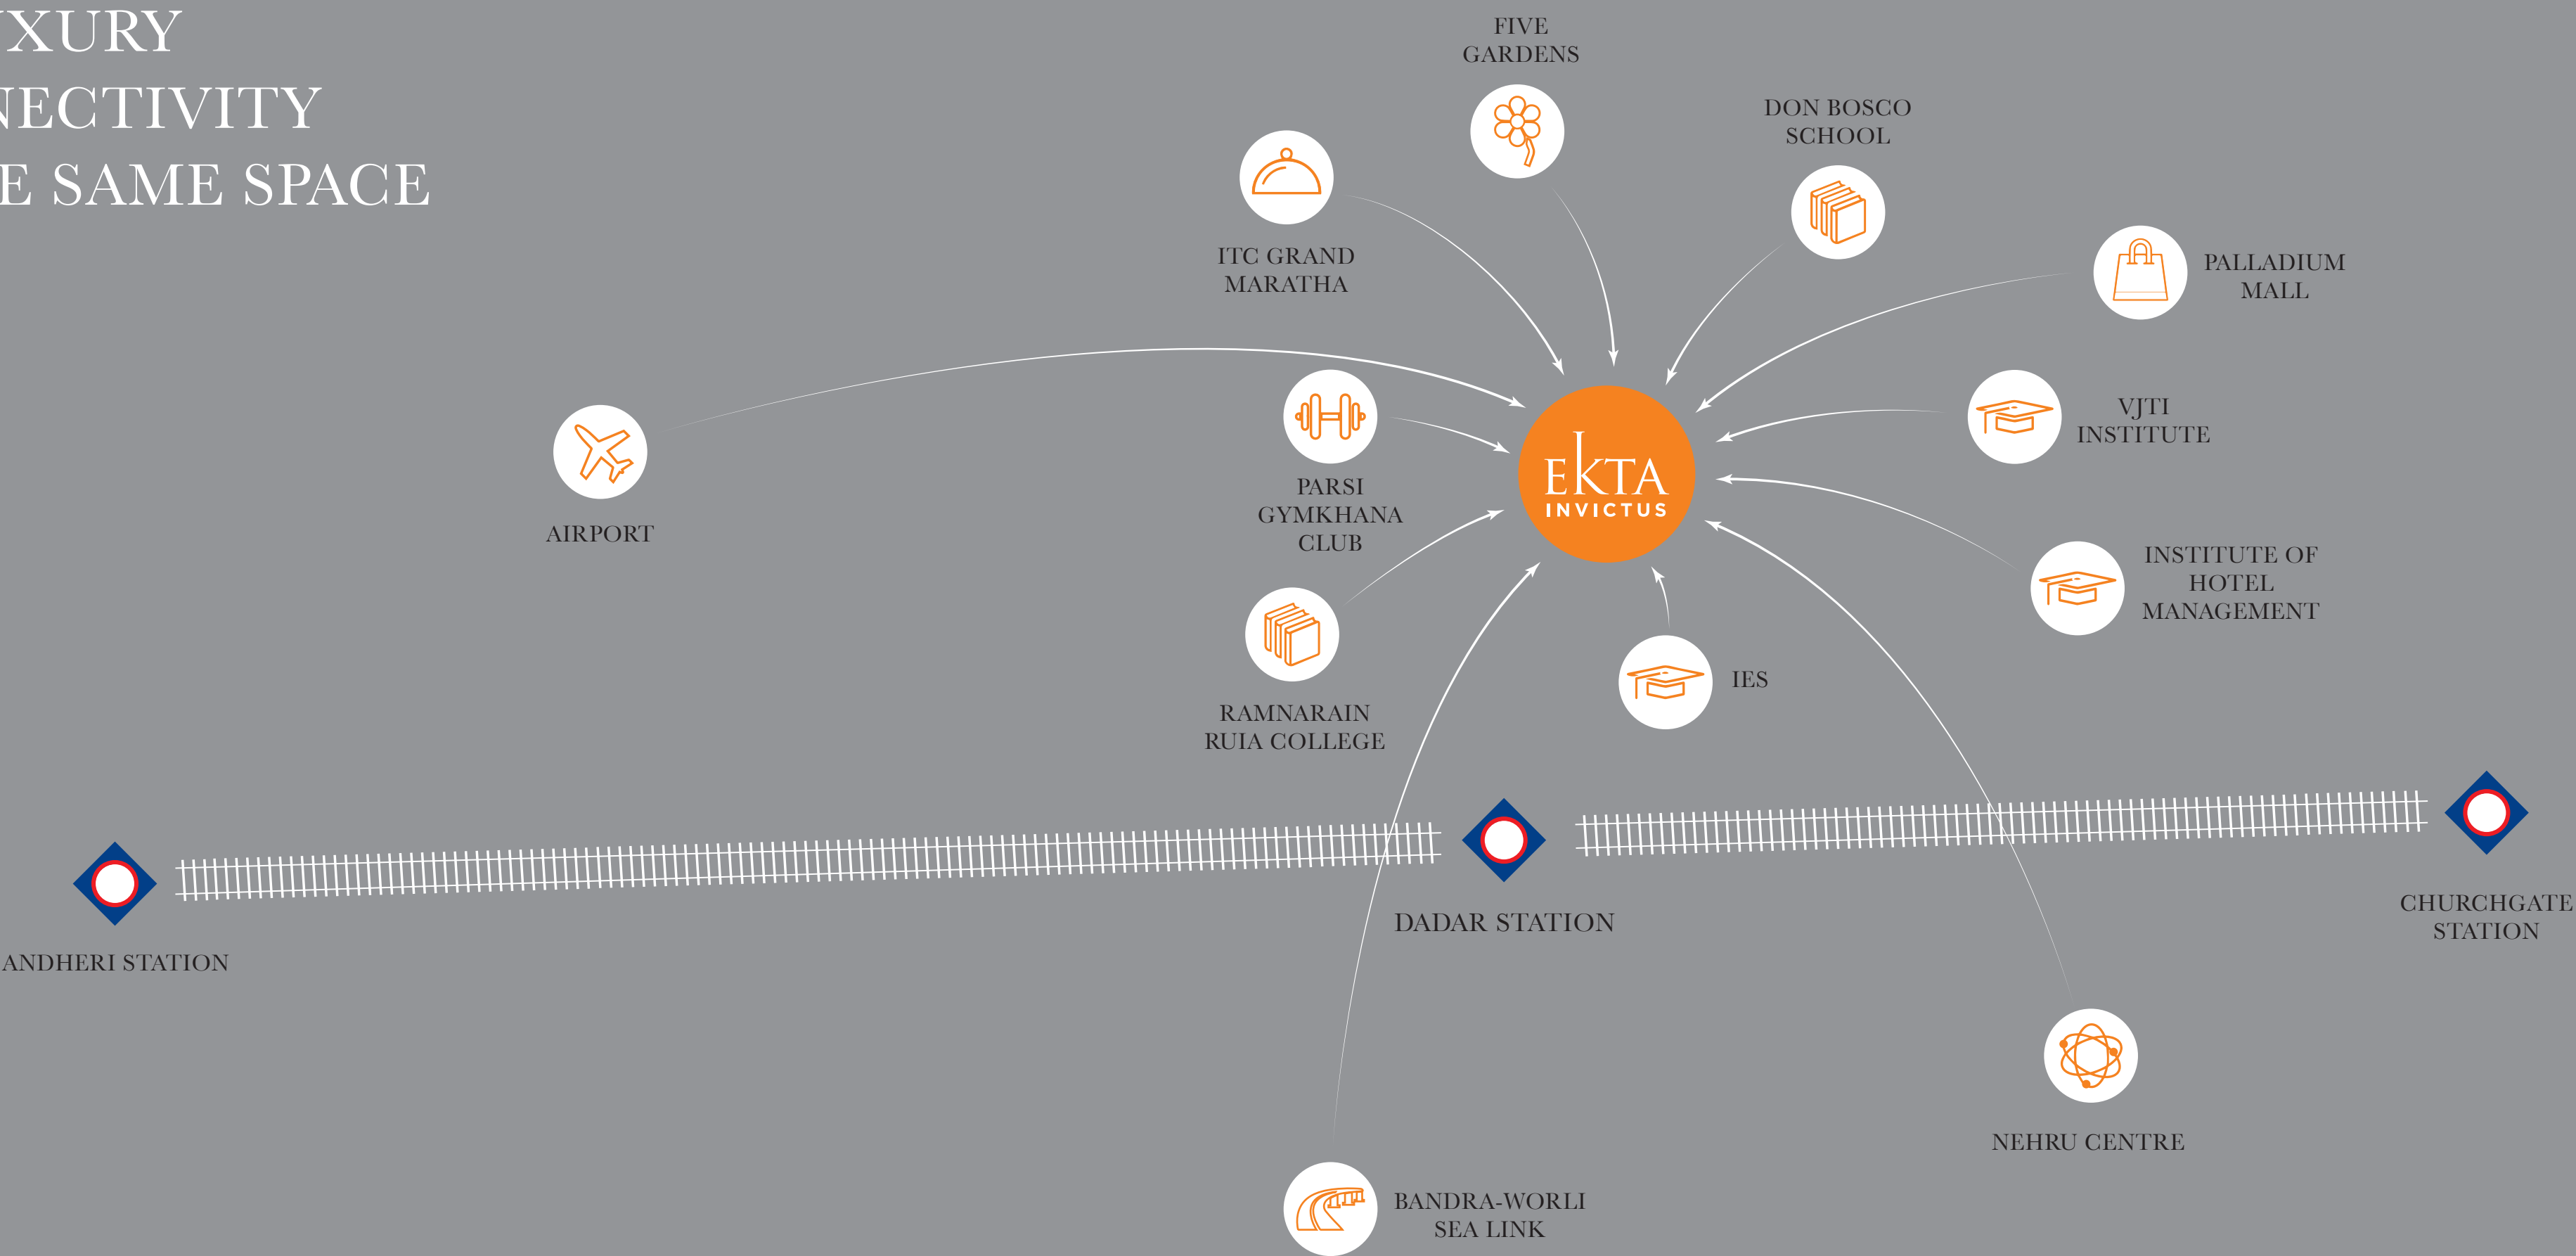 UXURY
NECTIVITY
E SAME SPACE
FIVE
GARDENS
DON BOSCO
SCHOOL
ITC GRAND
MARATHA
PALLADIUM
MALL
VJTI
INSTITUTE
AIRPORT
PARSI
GYMKHANA
CLUB
EKTA
INVICTUS
INSTITUTE OF
HOTEL
MANAGEMENT
RAMNARAIN
RUIA COLLEGE
IES
ANDHERI STATION
DADAR STATION
CHURCHGATE
STATION
NEHRU CENTRE
BANDRA-WORLI
SEA LINK